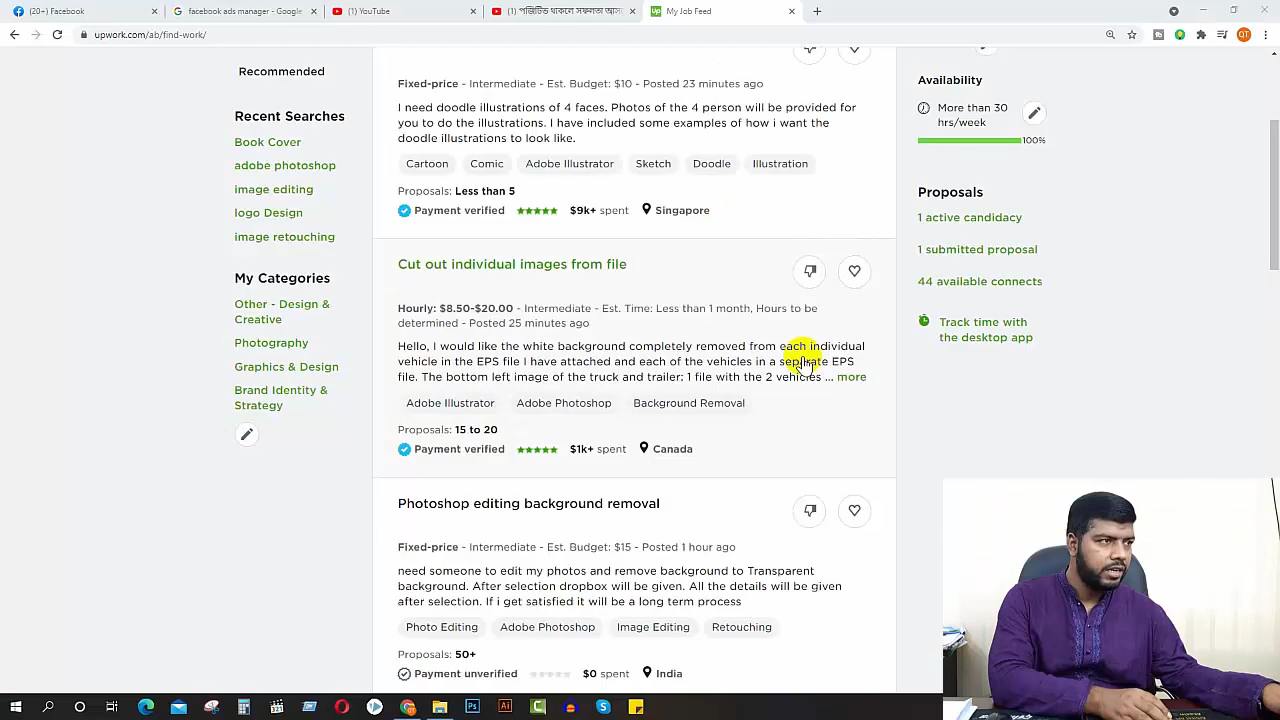 (20+) Facebook
facebook ads manager - Google
(1) YouTube
(1) পজিটিভ থাকলে সফলতা আস
My Job Feed
upwork.com/ab/find-work/
Recommended
Recent Searches
Book Cover
adobe photoshop
image editing
logo Design
image retouching
My Categories
Other - Design &
Creative
Photography
Graphics & Design
Brand Identity &
Strategy
Fixed-price - Intermediate - Est. Budget: $10 - Posted 23 minutes ago
I need doodle illustrations of 4 faces. Photos of the 4 person will be provided for
you to do the illustrations. I have included some examples of how i want the
doodle illustrations to look like.
Cartoon Comic Adobe Illustrator Sketch Doodle Illustration
Proposals: Less than 5
Payment verified $9k+ spent Singapore
Cut out individual images from file
Hourly: $8.50-$20.00 - Intermediate - Est. Time: Less than 1 month, Hours to be
determined - Posted 25 minutes ago
Hello, I would like the white background completely removed from each individual
vehicle in the EPS file I have attached and each of the vehicles in a separate EPS
file. The bottom left image of the truck and trailer: 1 file with the 2 vehicles ... more
Adobe Illustrator Adobe Photoshop Background Removal
Proposals: 15 to 20
Payment verified $1k+ spent Canada
Photoshop editing background removal
Fixed-price - Intermediate - Est. Budget: $15 - Posted 1 hour ago
need someone to edit my photos and remove background to Transparent
background. After selection dropbox will be given. All the details will be given
after selection. If i get satisfied it will be a long term process
Photo Editing Adobe Photoshop Image Editing Retouching
Proposals: 50+
Payment unverified $0 spent India
Availability
More than 30
hrs/week
100%
Proposals
1 active candidacy
1 submitted proposal
44 available connects
Track time with
the desktop app